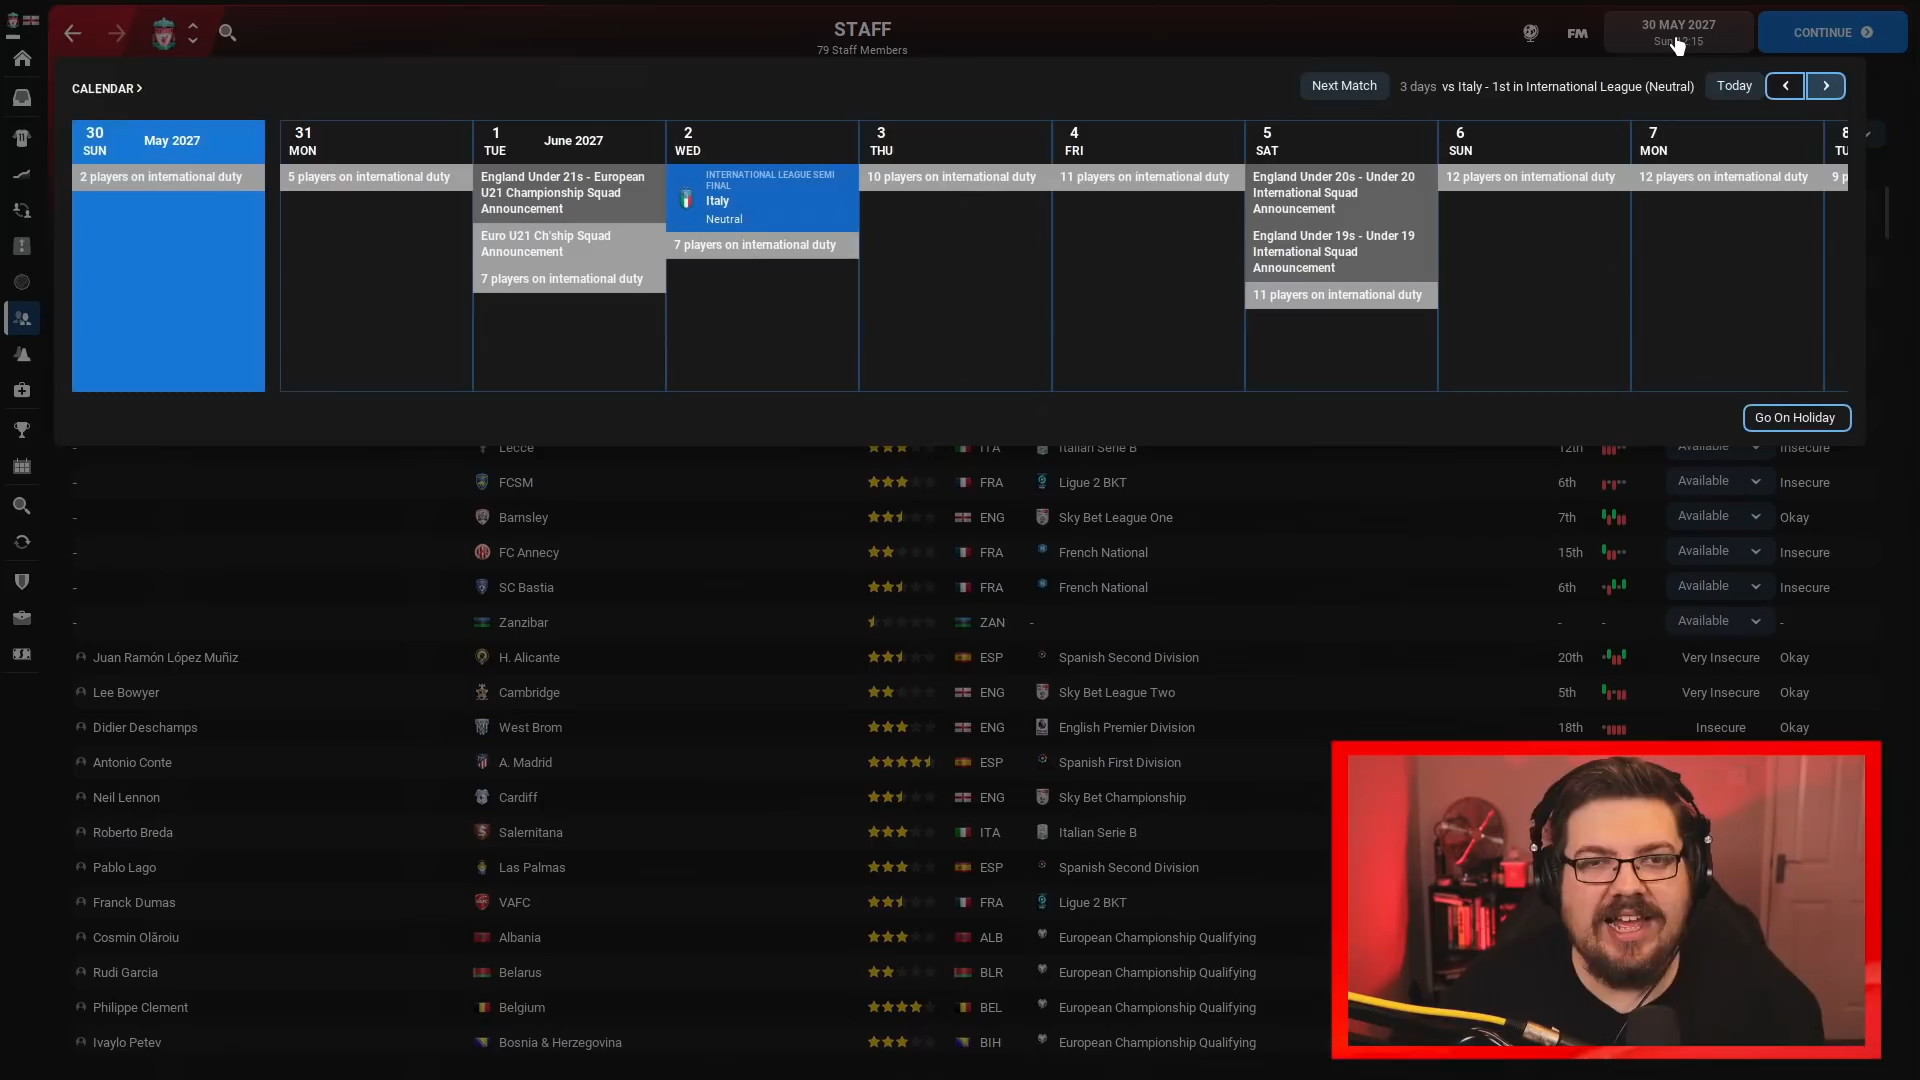 STAFF
79 Staff Members
FM
30 MAY 2027
CONTINUE
CALENDAR
Next Match
3 days vs Italy - 1st in International League (Neutral)
Today
30 SUN May 2027
31 MON
1 TUE June 2027
2 WED
3 THU
4 FRI
5 SAT
6 SUN
7 MON
8
2 players on international duty
5 players on international duty
England Under 21s - European
U21 Championship Squad
Announcement
Euro U21 Ch'ship Squad
Announcement
7 players on international duty
INTERNATIONAL LEAGUE SEMI
FINAL
Italy
Neutral
7 players on international duty
10 players on international duty
11 players on international duty
England Under 20s - Under 20
International Squad
Announcement
England Under 19s - Under 19
International Squad
Announcement
11 players on international duty
12 players on international duty
12 players on international duty
9 p
Go On Holiday
- Lecce ITA Italian Serie B 12th Available Insecure
- FCSM FRA Ligue 2 BKT 6th Available Insecure
- Barnsley ENG Sky Bet League One 7th Available Okay
- FC Annecy FRA French National 15th Available Insecure
- SC Bastia FRA French National 6th Available Insecure
- Zanzibar ZAN - - - Available -
Juan Ramón López Muñiz H. Alicante ESP Spanish Second Division 20th Very Insecure Okay
Lee Bowyer Cambridge ENG Sky Bet League Two 5th Very Insecure Okay
Didier Deschamps West Brom ENG English Premier Division 18th Insecure Okay
Antonio Conte A. Madrid ESP Spanish First Division
Neil Lennon Cardiff ENG Sky Bet Championship
Roberto Breda Salernitana ITA Italian Serie B
Pablo Lago Las Palmas ESP Spanish Second Division
Franck Dumas VAFC FRA Ligue 2 BKT
Cosmin Olăroiu Albania ALB European Championship Qualifying
Rudi Garcia Belarus BLR European Championship Qualifying
Philippe Clement Belgium BEL European Championship Qualifying
Ivaylo Petev Bosnia & Herzegovina BIH European Championship Qualifying